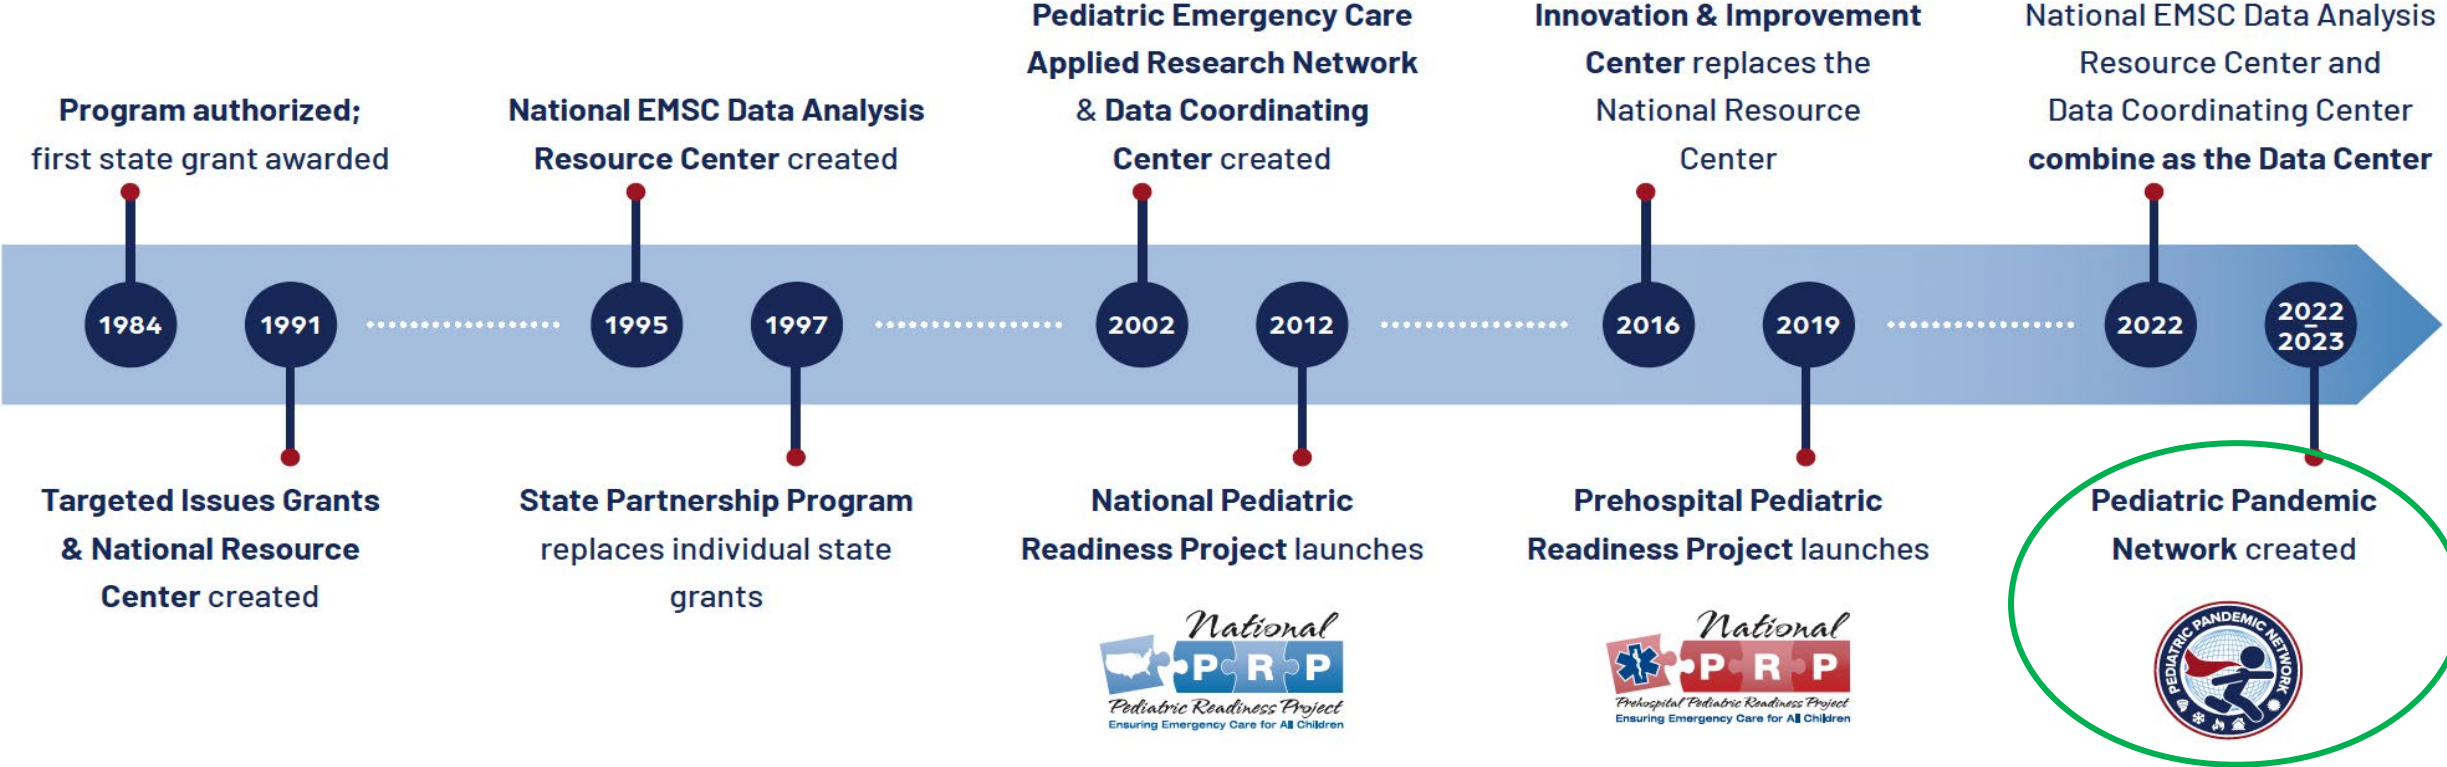 Program authorized;
first state grant awarded
National EMSC Data Analysis
Resource Center created
Pediatric Emergency Care
Applied Research Network
& Data Coordinating
Center created
Innovation & Improvement
Center replaces the
National Resource
Center
National EMSC Data Analysis
Resource Center and
Data Coordinating Center
combine as the Data Center
1984
1991
1995
1997
2002
2012
2016
2019
2022
2022
–
2023
Targeted Issues Grants
& National Resource
Center created
State Partnership Program
replaces individual state
grants
National Pediatric
Readiness Project launches
National
P R P
Pediatric Readiness Project
Ensuring Emergency Care for All Children
Prehospital Pediatric
Readiness Project launches
National
P R P
Prehospital Pediatric Readiness Project
Ensuring Emergency Care for All Children
Pediatric Pandemic
Network created
PEDIATRIC PANDEMIC NETWORK